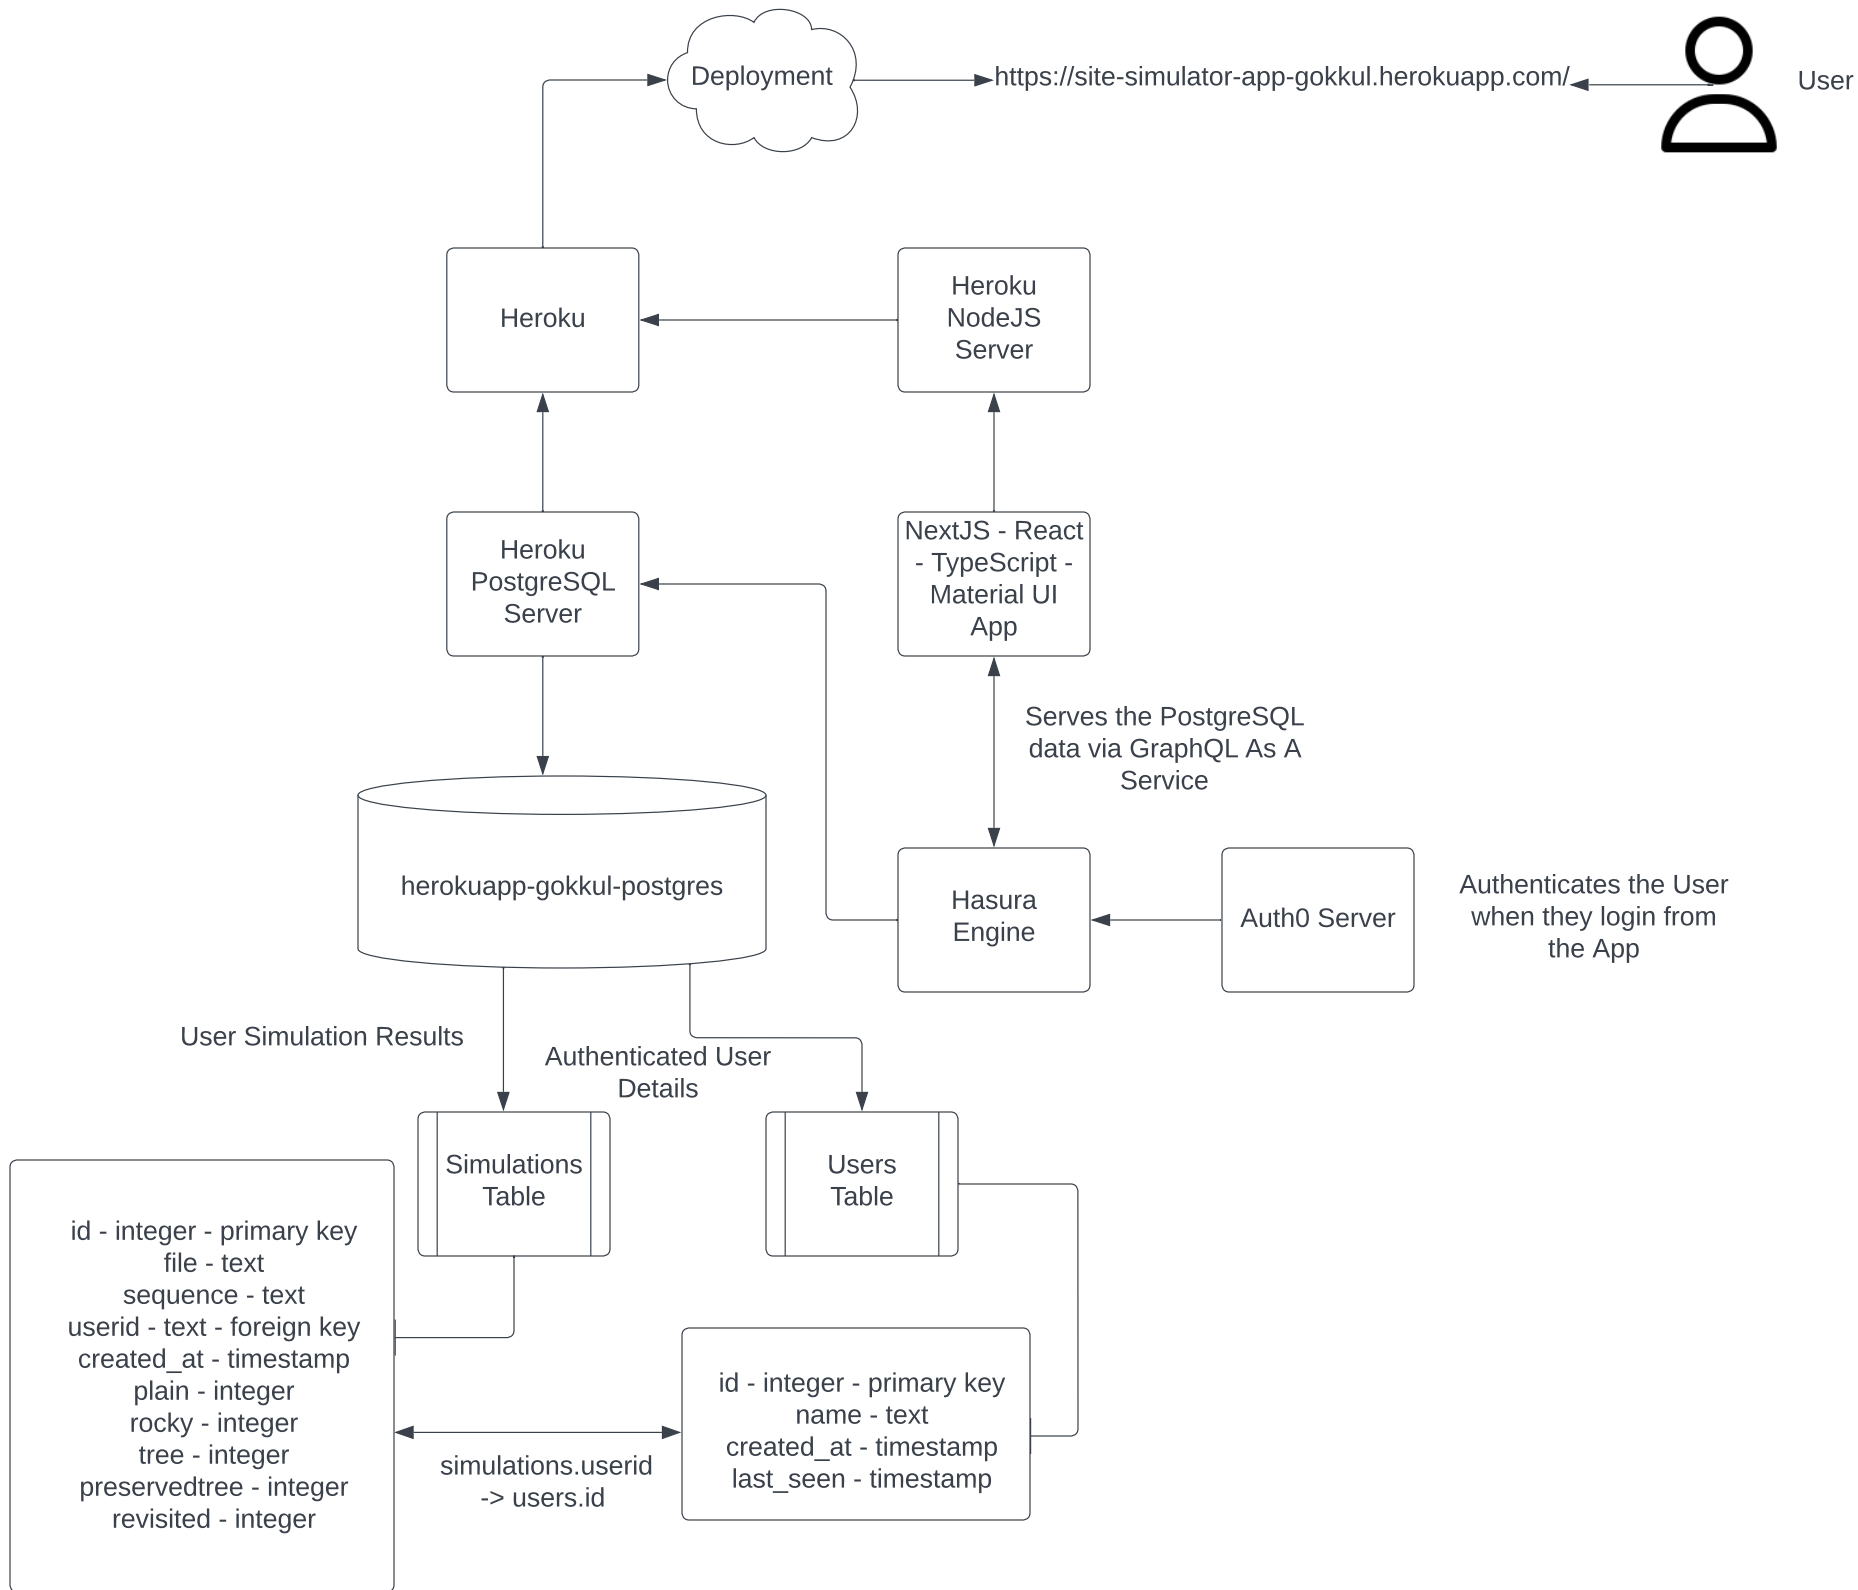 Deployment
https://site-simulator-app-gokkul.herokuapp.com/
User
Heroku
Heroku
NodeJS
Server
Heroku
PostgreSQL
Server
NextJS - React
- TypeScript -
Material UI
App
Serves the PostgreSQL
data via GraphQL As A
Service
herokuapp-gokkul-postgres
Hasura
Engine
Auth0 Server
Authenticates the User
when they login from
the App
User Simulation Results
Authenticated User
Details
Simulations
Table
Users
Table
id - integer - primary key
file - text
sequence - text
userid - text - foreign key
created_at - timestamp
plain - integer
rocky - integer
tree - integer
preservedtree - integer
revisited - integer
simulations.userid
-> users.id
id - integer - primary key
name - text
created_at - timestamp
last_seen - timestamp